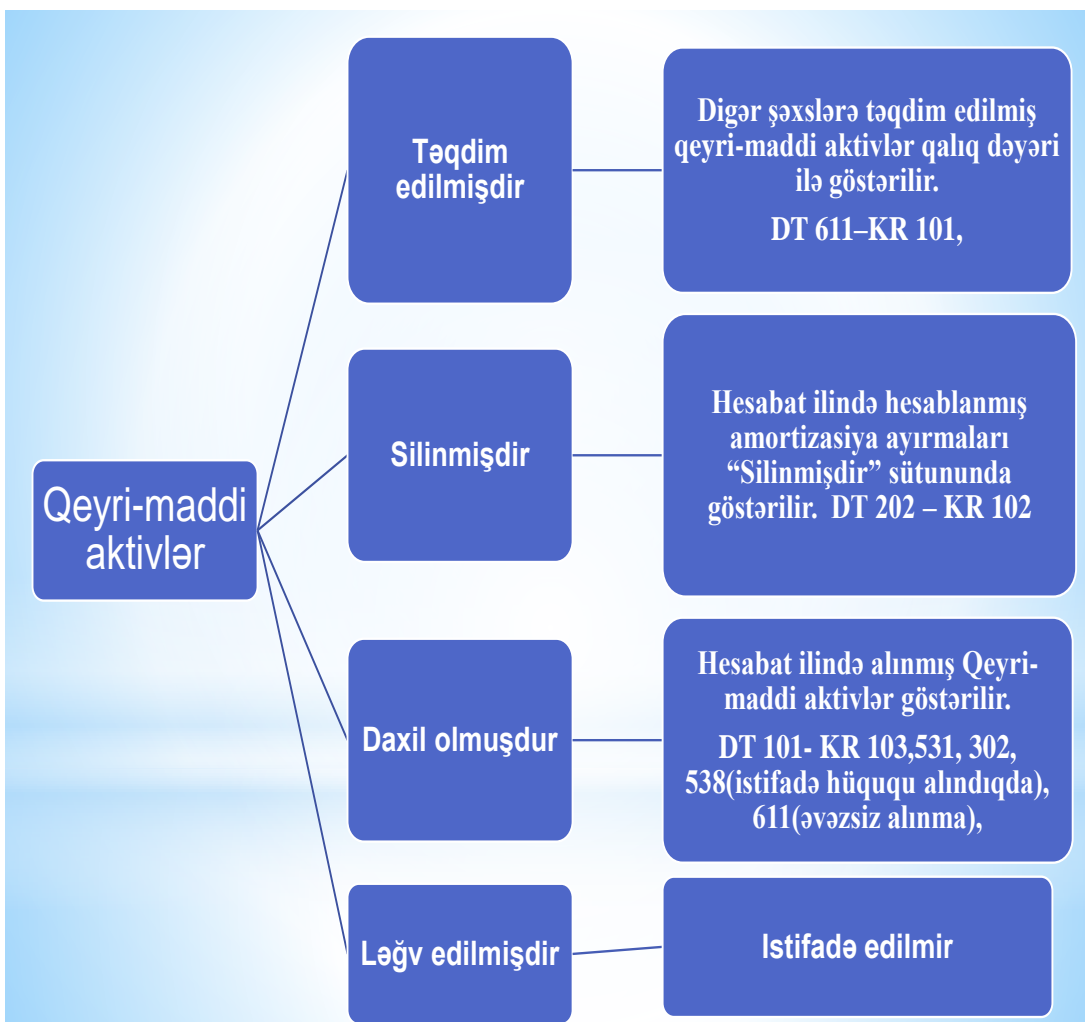 Qeyri-maddi
aktivlər
Təqdim
edilmişdir
Digər şəxslərə təqdim edilmiş
qeyri-maddi aktivlər qalıq dəyəri
ilə göstərilir.
DT 611–KR 101,
Silinmişdir
Hesabat ilində hesablanmış
amortizasiya ayırmaları
“Silinmişdir” sütununda
göstərilir. DT 202 – KR 102
Daxil olmuşdur
Hesabat ilində alınmış Qeyri-
maddi aktivlər göstərilir.
DT 101- KR 103,531, 302,
538(istifadə hüququ alındıqda),
611(əvəzsiz alınma),
Ləğv edilmişdir
Istifadə edilmir